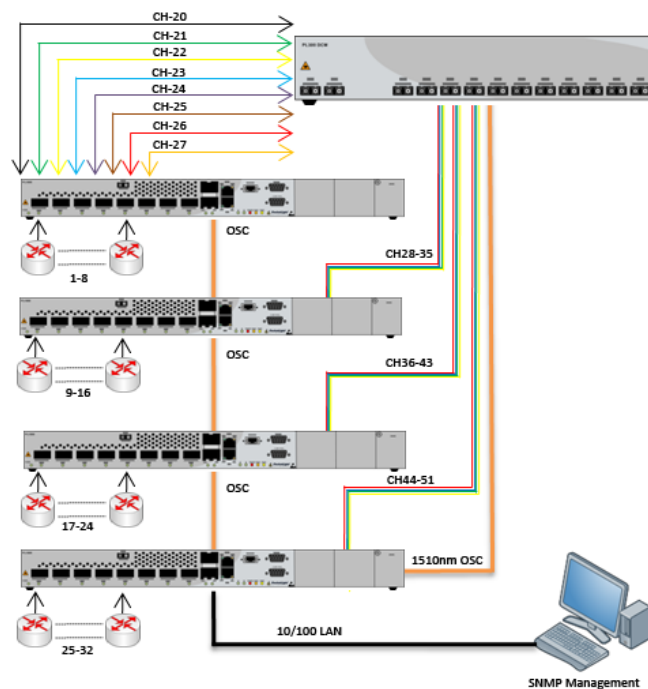 CH-20
CH-21
CH-22
CH-23
CH-24
CH-25
CH-26
CH-27
OSC
1-8
CH28-35
OSC
9-16
CH36-43
OSC
17-24
CH44-51
1510nm OSC
25-32
10/100 LAN
SNMP Management